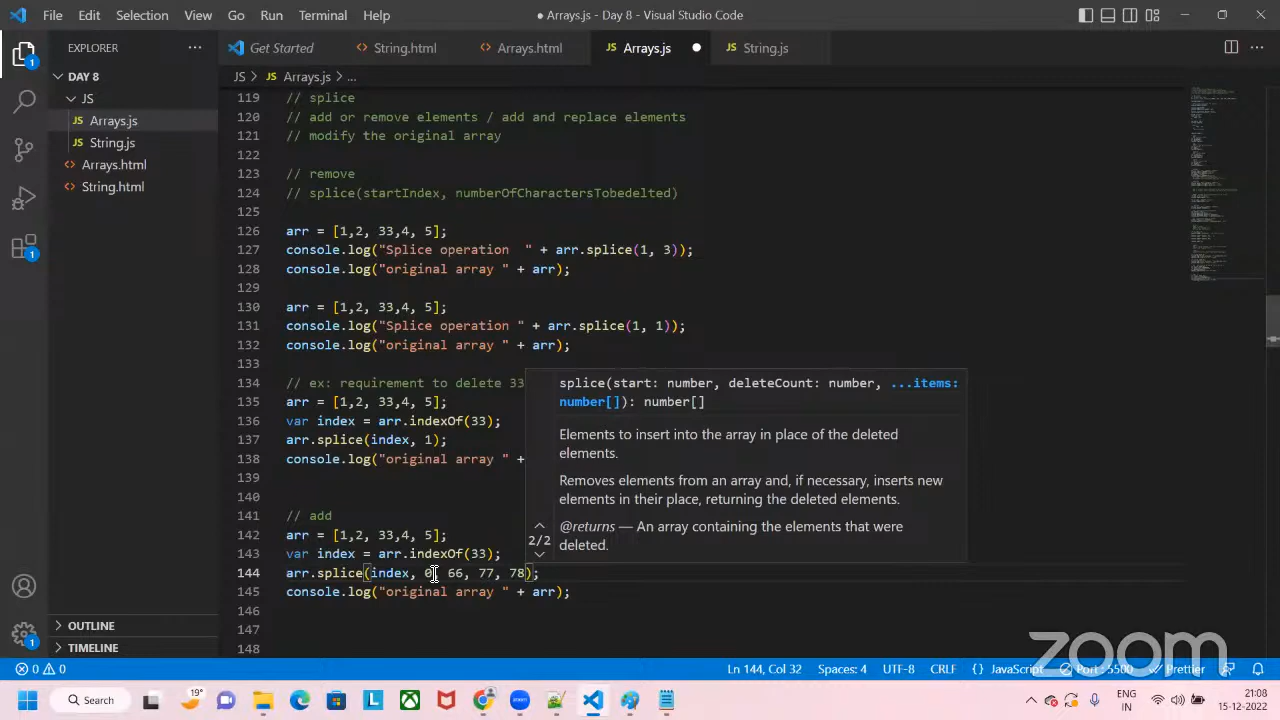 File Edit Selection View Go Run Terminal Help
● Arrays.js - Day 8 - Visual Studio Code
EXPLORER
DAY 8
JS
JS Arrays.js
JS String.js
<> Arrays.html
<> String.html
OUTLINE
TIMELINE
Get Started <> String.html <> Arrays.html JS Arrays.js ● JS String.js
JS > JS Arrays.js > ...
119 // splice
120 // add or remove elements / add and replace elements
121 // modify the original array
122
123 // remove
124 // splice(startIndex, numberOfCharactersTobedelted)
125
126 arr = [1,2, 33,4, 5];
127 console.log("Splice operation " + arr.splice(1, 3));
128 console.log("original array " + arr);
129
130 arr = [1,2, 33,4, 5];
131 console.log("Splice operation " + arr.splice(1, 1));
132 console.log("original array " + arr);
133
134 // ex: requirement to delete 33
135 arr = [1,2, 33,4, 5];
136 var index = arr.indexOf(33);
137 arr.splice(index, 1);
138 console.log("original array " +
139
140
141 // add
142 arr = [1,2, 33,4, 5];
143 var index = arr.indexOf(33);
144 arr.splice(index, 0, 66, 77, 78);
145 console.log("original array " + arr);
146
147
148
splice(start: number, deleteCount: number, ...items:
number[]): number[]
Elements to insert into the array in place of the deleted
elements.
Removes elements from an array and, if necessary, inserts new
elements in their place, returning the deleted elements.
@returns — An array containing the elements that were
deleted.
2/2
zoom
0 0 Ln 144, Col 32 Spaces: 4 UTF-8 CRLF {} JavaScript Port : 5500 Prettier
Search 19° zoom ENG
IN 21:08
15-12-2022